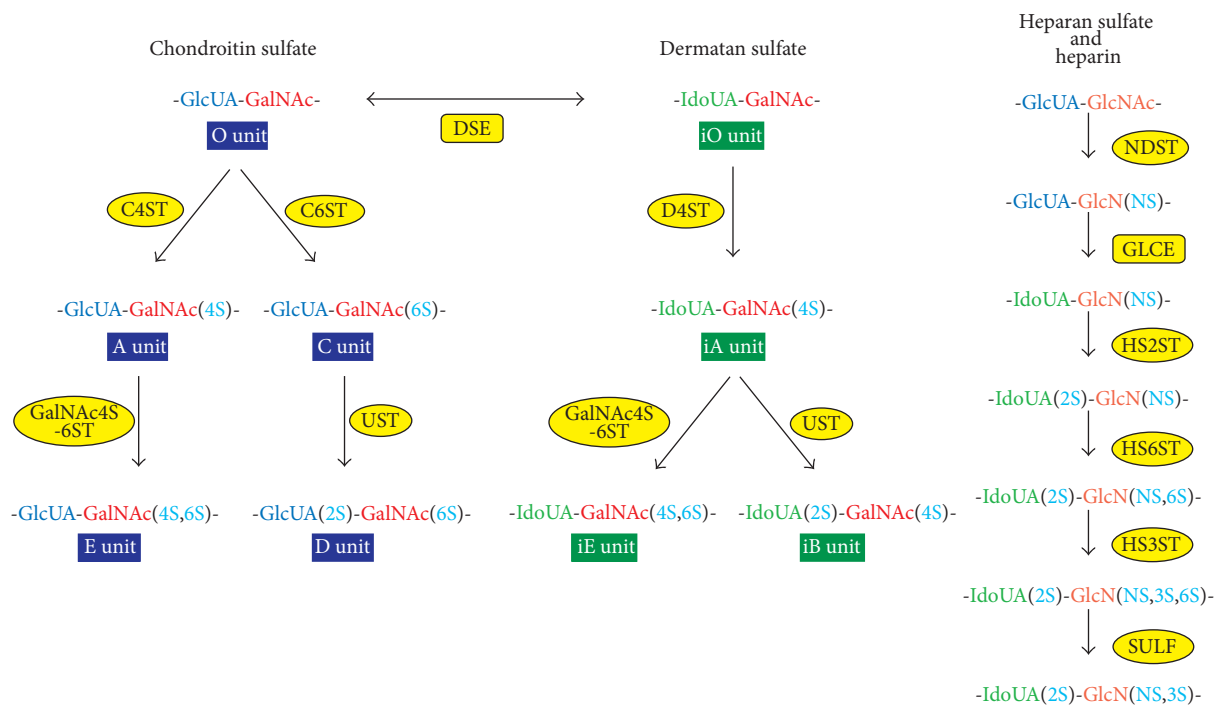 Chondroitin sulfate
-GlcUA-GalNAc-
O unit
DSE
C4ST
C6ST
-GlcUA-GalNAc(4S)-
A unit
-GlcUA-GalNAc(6S)-
C unit
GalNAc4S
-6ST
UST
-GlcUA-GalNAc(4S,6S)-
E unit
-GlcUA(2S)-GalNAc(6S)-
D unit
Dermatan sulfate
-IdoUA-GalNAc-
iO unit
D4ST
-IdoUA-GalNAc(4S)-
iA unit
GalNAc4S
-6ST
UST
-IdoUA-GalNAc(4S,6S)-
iE unit
-IdoUA(2S)-GalNAc(4S)-
iB unit
Heparan sulfate
and
heparin
-GlcUA-GlcNAc-
NDST
-GlcUA-GlcN(NS)-
GLCE
-IdoUA-GlcN(NS)-
HS2ST
-IdoUA(2S)-GlcN(NS)-
HS6ST
-IdoUA(2S)-GlcN(NS,6S)-
HS3ST
-IdoUA(2S)-GlcN(NS,3S,6S)-
SULF
-IdoUA(2S)-GlcN(NS,3S)-